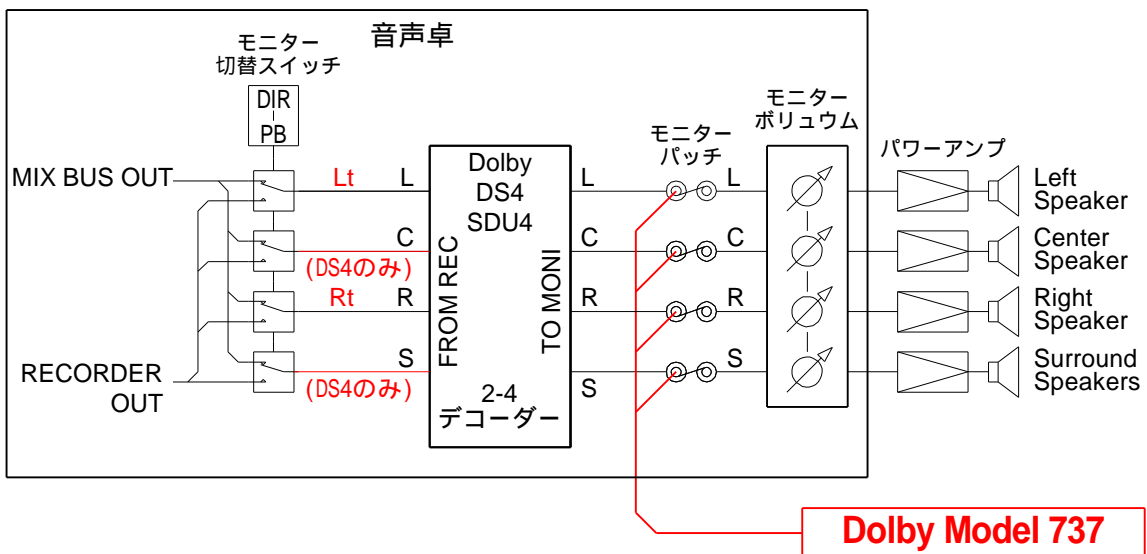 音声卓
モニター
切替スイッチ
DIR
PB
MIX BUS OUT
RECORDER
OUT
Lt
L
C
(DS4のみ)
Rt
R
S
(DS4のみ)
Dolby
DS4
SDU4
FROM REC
TO MONI
2-4
デコーダー
L
C
R
S
モニター
パッチ
L
C
R
S
モニター
ボリュウム
パワーアンプ
Left
Speaker
Center
Speaker
Right
Speaker
Surround
Speakers
Dolby Model 737